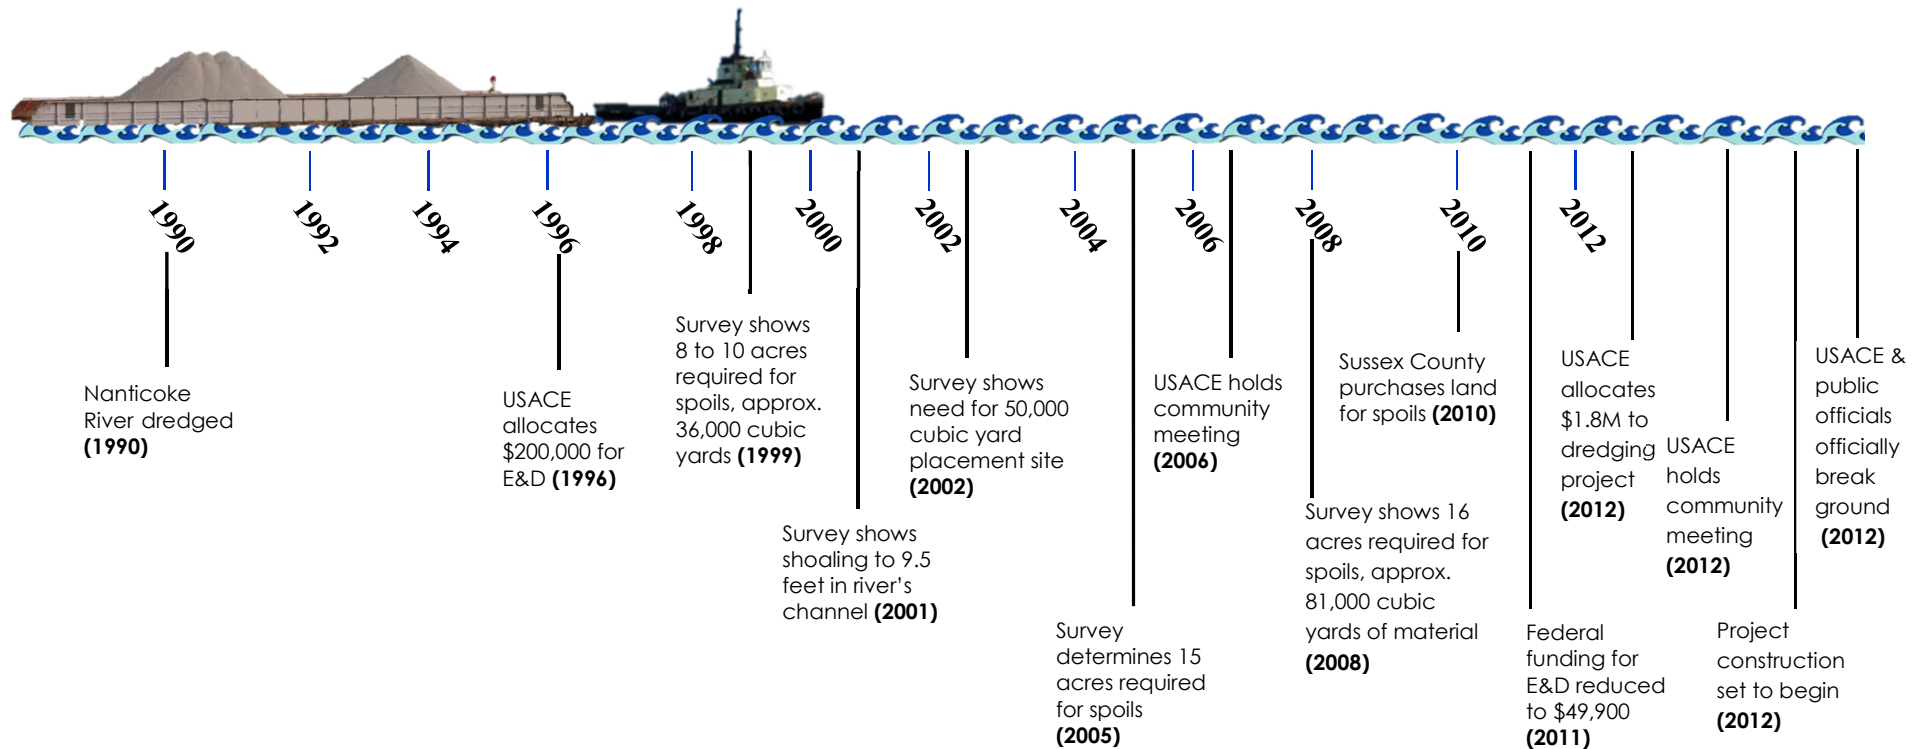 1990
1992
1994
1996
1998
2000
2002
2004
2006
2008
2010
2012
Nanticoke
River dredged
(1990)
USACE
allocates
$200,000 for
E&D (1996)
Survey shows
8 to 10 acres
required for
spoils, approx.
36,000 cubic
yards (1999)
Survey shows
shoaling to 9.5
feet in river's
channel (2001)
Survey shows
need for 50,000
cubic yard
placement site
(2002)
Survey
determines 15
acres required
for spoils
(2005)
USACE holds
community
meeting
(2006)
Survey shows 16
acres required for
spoils, approx.
81,000 cubic
yards of material
(2008)
Sussex County
purchases land
for spoils (2010)
Federal
funding for
E&D reduced
to $49,900
(2011)
USACE
allocates
$1.8M to
dredging
project
(2012)
USACE
holds
community
meeting
(2012)
Project
construction
set to begin
(2012)
USACE &
public
officials
officially
break
ground
(2012)